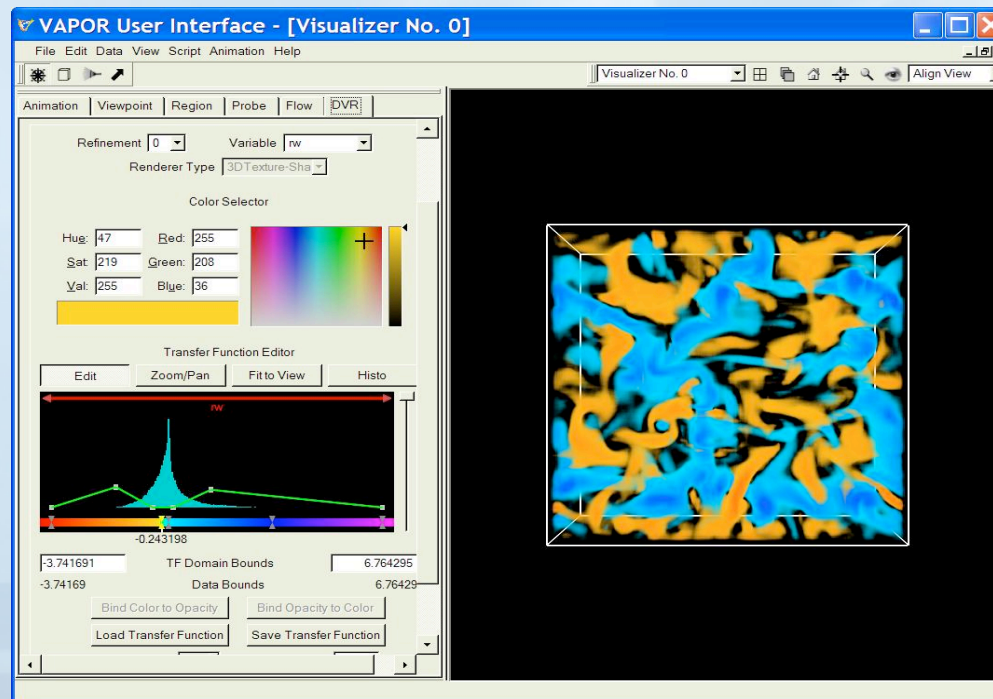 VAPOR User Interface - [Visualizer No. 0]
File Edit Data View Script Animation Help
Visualizer No. 0 Align View
Animation Viewpoint Region Probe Flow DVR
Refinement 0 Variable rw
Renderer Type 3DTexture-Sha
Color Selector
Hue: 47 Red: 255
Sat: 219 Green: 208
Val: 255 Blue: 36
Transfer Function Editor
Edit Zoom/Pan Fit to View Histo
rw
-0.243198
-3.741691 TF Domain Bounds 6.764295
-3.74169 Data Bounds 6.76429
Bind Color to Opacity Bind Opacity to Color
Load Transfer Function Save Transfer Function